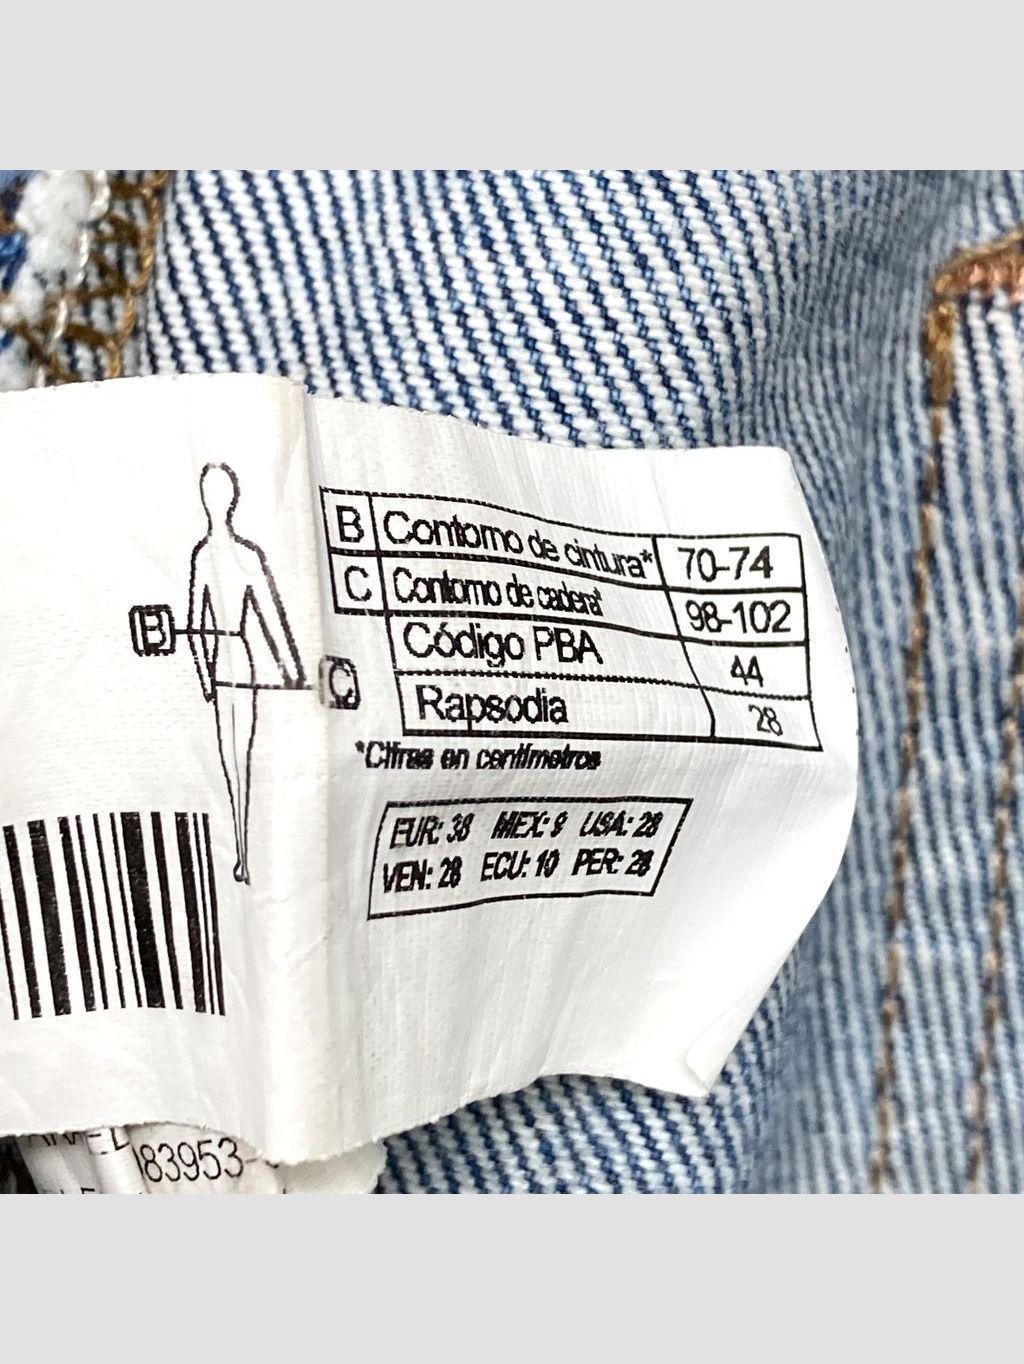 B Contorno de cintura* 70-74
C Contorno de cadera* 98-102
Código PBA 44
Rapsodia 28
*Cifras en centímetros
B
C
EUR: 38 MEX: 9 USA: 28
VEN: 28 ECU: 10 PER: 28
83953-